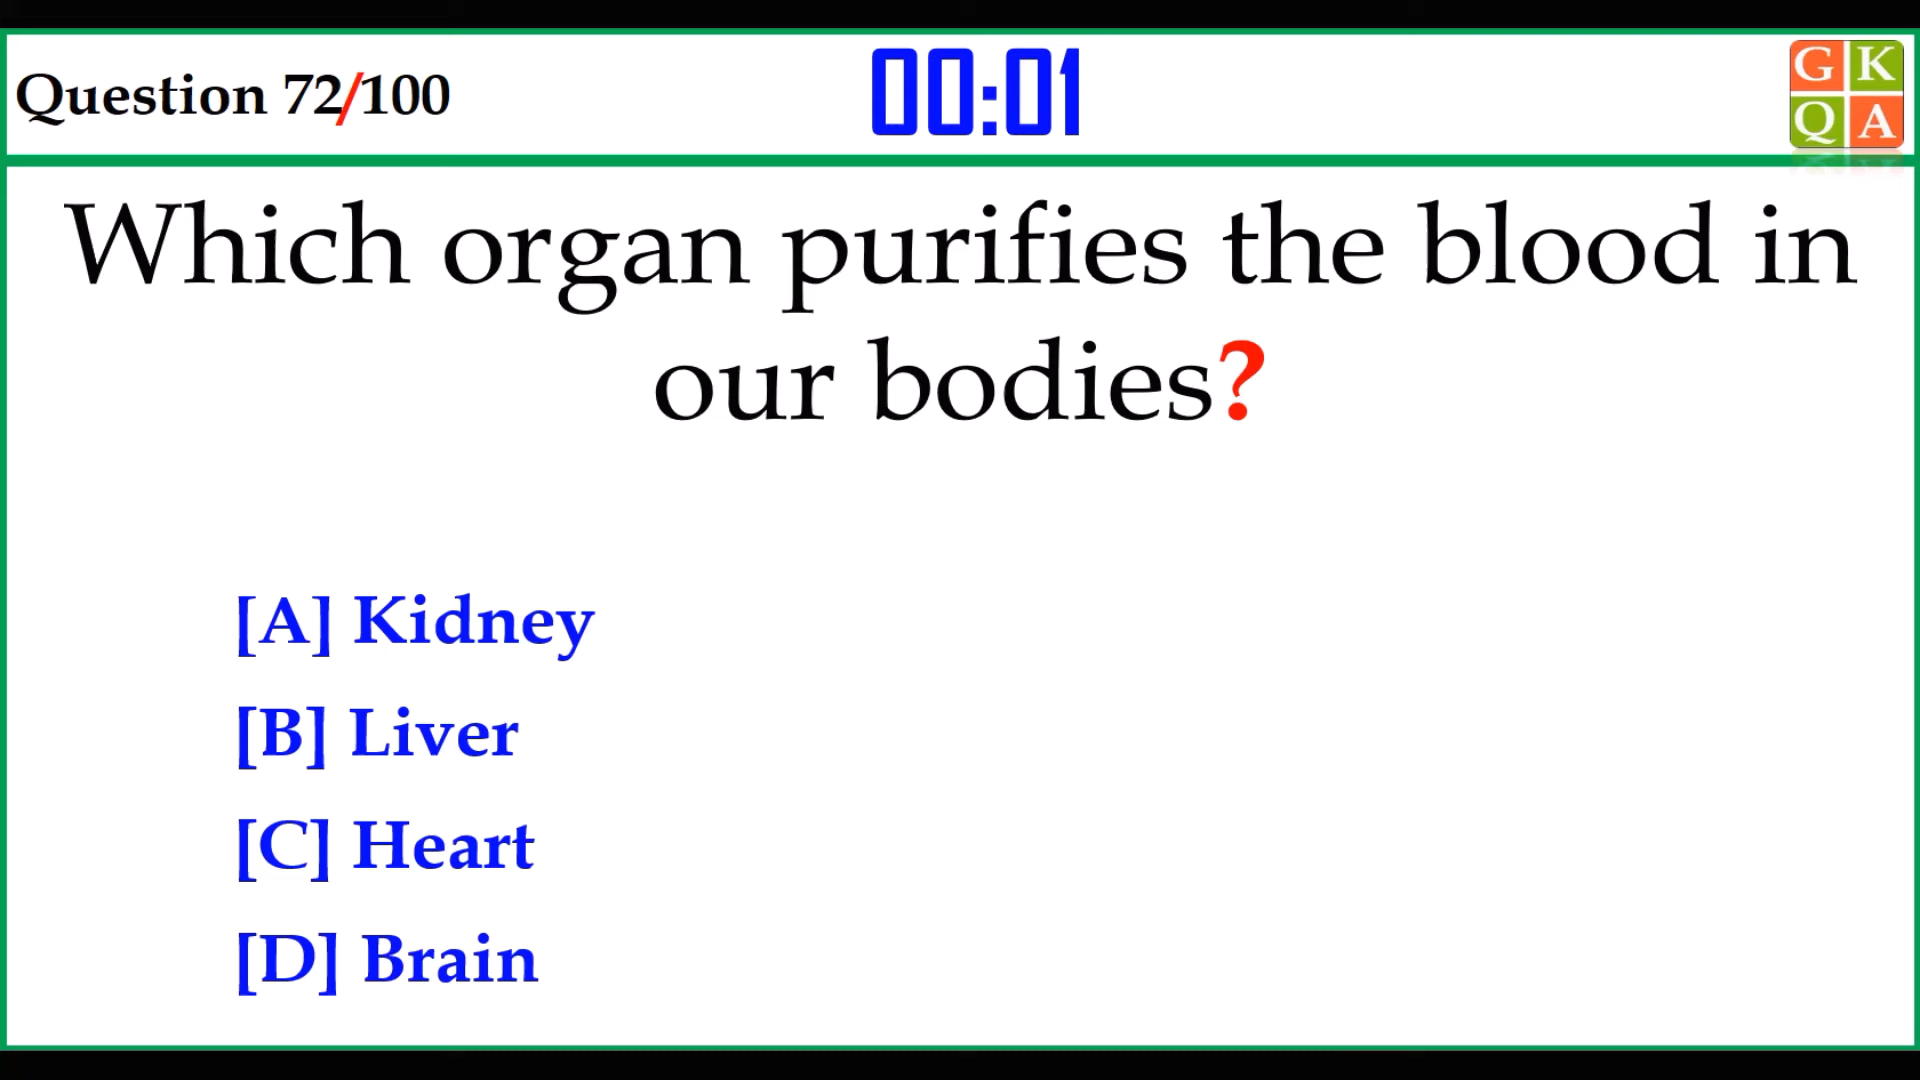 Question 72/100
00:01
G K
Q A
Which organ purifies the blood in
our bodies?
[A] Kidney
[B] Liver
[C] Heart
[D] Brain